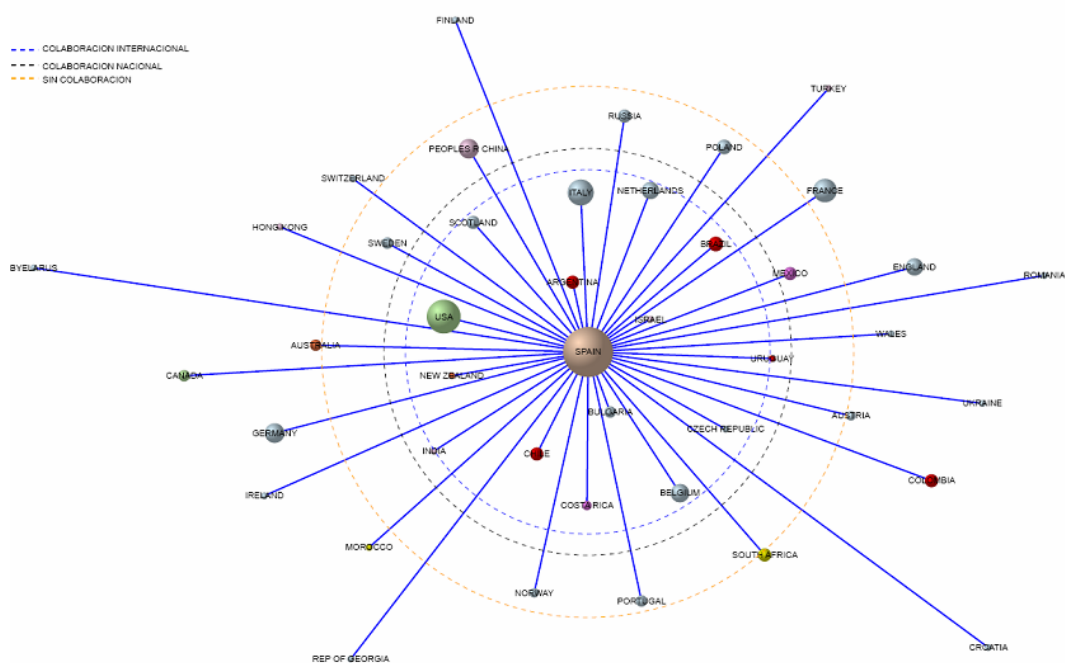 FINLAND
COLABORACION INTERNACIONAL
COLABORACION NACIONAL
SIN COLABORACION
TURKEY
RUSSIA
PEOPLES R CHINA
POLAND
SWITZERLAND
ITALY
NETHERLANDS
FRANCE
SCOTLAND
HONG KONG
SWEDEN
BRAZIL
BYELARUS
ENGLAND
MEXICO
ROMANIA
ARGENTINA
USA
ISRAEL
WALES
AUSTRALIA
SPAIN
URUGUAY
CANADA
NEW ZEALAND
UKRAINE
BULGARIA
AUSTRIA
GERMANY
CZECH REPUBLIC
INDIA
CHILE
COLOMBIA
IRELAND
BELGIUM
COSTA RICA
MOROCCO
SOUTH AFRICA
NORWAY
PORTUGAL
CROATIA
REP OF GEORGIA